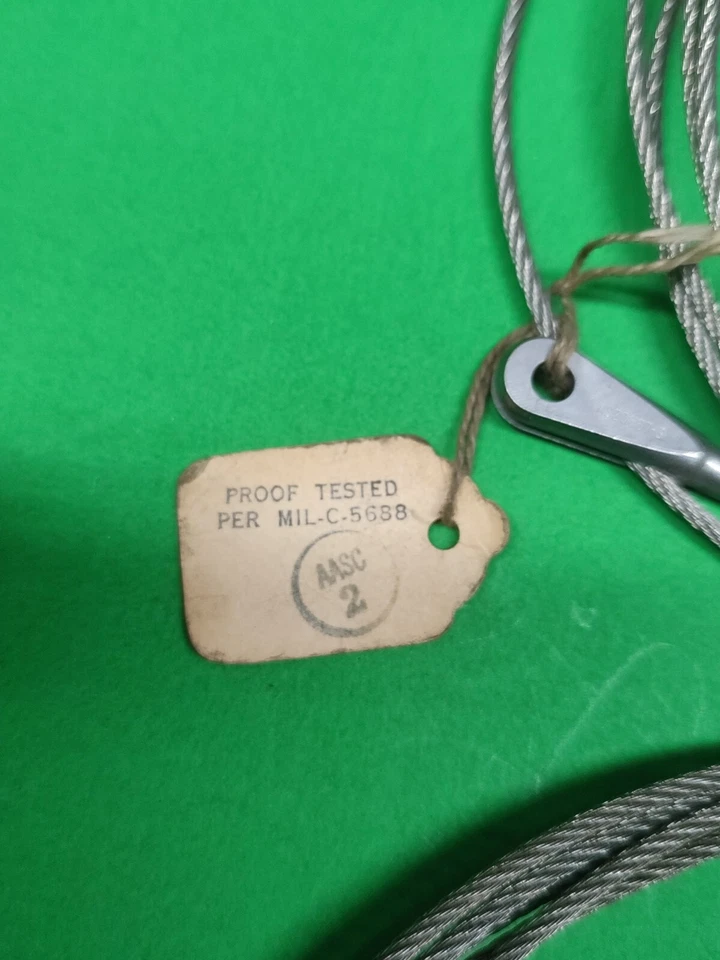 PROOF TESTED
PER MIL-C-5688
AASC
2